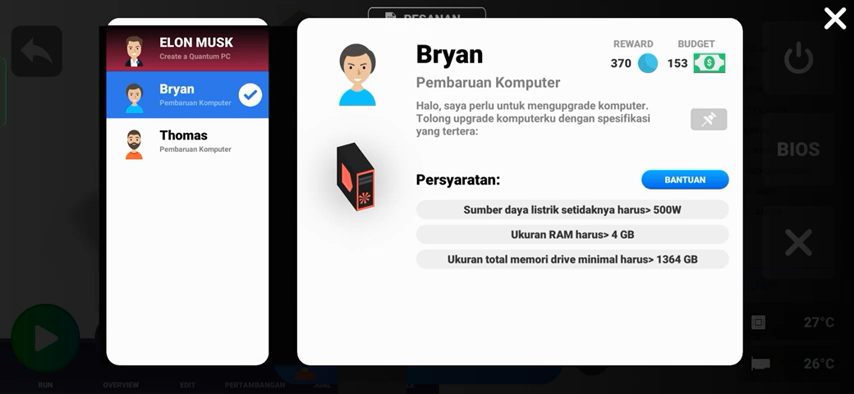 PESANAN
ELON MUSK
Create a Quantum PC
Bryan
Pembaruan Komputer
Thomas
Pembaruan Komputer
Bryan
Pembaruan Komputer
REWARD
370
BUDGET
153
Halo, saya perlu untuk mengupgrade komputer.
Tolong upgrade komputerku dengan spesifikasi
yang tertera:
Persyaratan:
BANTUAN
Sumber daya listrik setidaknya harus> 500W
Ukuran RAM harus> 4 GB
Ukuran total memori drive minimal harus> 1364 GB
BIOS
27°C
26°C
RUN
OVERVIEW
EDIT
PERTAMBANGAN